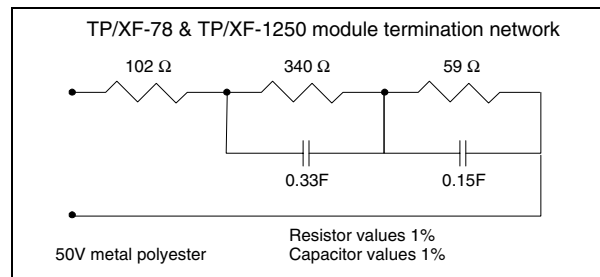 TP/XF-78 & TP/XF-1250 module termination network
102 Ω 340 Ω 59 Ω
0.33F 0.15F
Resistor values 1%
50V metal polyester Capacitor values 1%